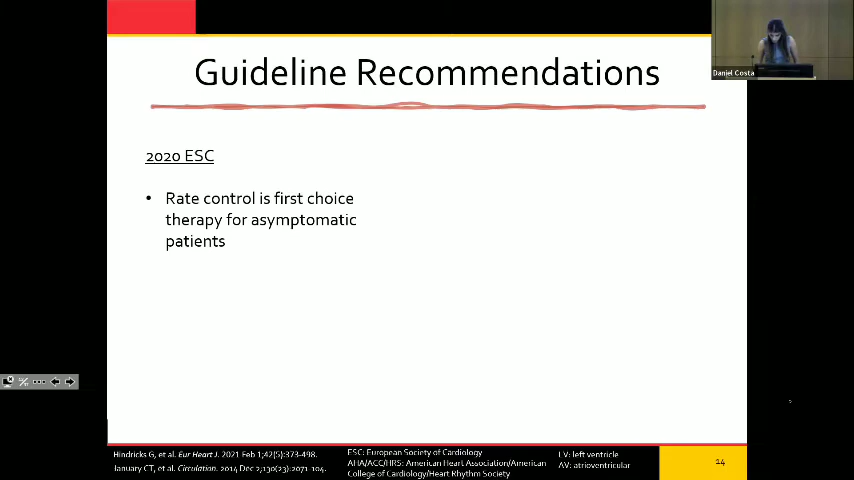 Daniel Costa
Guideline Recommendations
2020 ESC
• Rate control is first choice
therapy for asymptomatic
patients
Hindricks G, et al. Eur Heart J. 2021 Feb 1;42(5):373-498.
January CT, et al. Circulation. 2014 Dec 2;130(23):2071-104.
ESC: European Society of Cardiology
AHA/ACC/HRS: American Heart Association/American
College of Cardiology/Heart Rhythm Society
LV: left ventricle
AV: atrioventricular
14